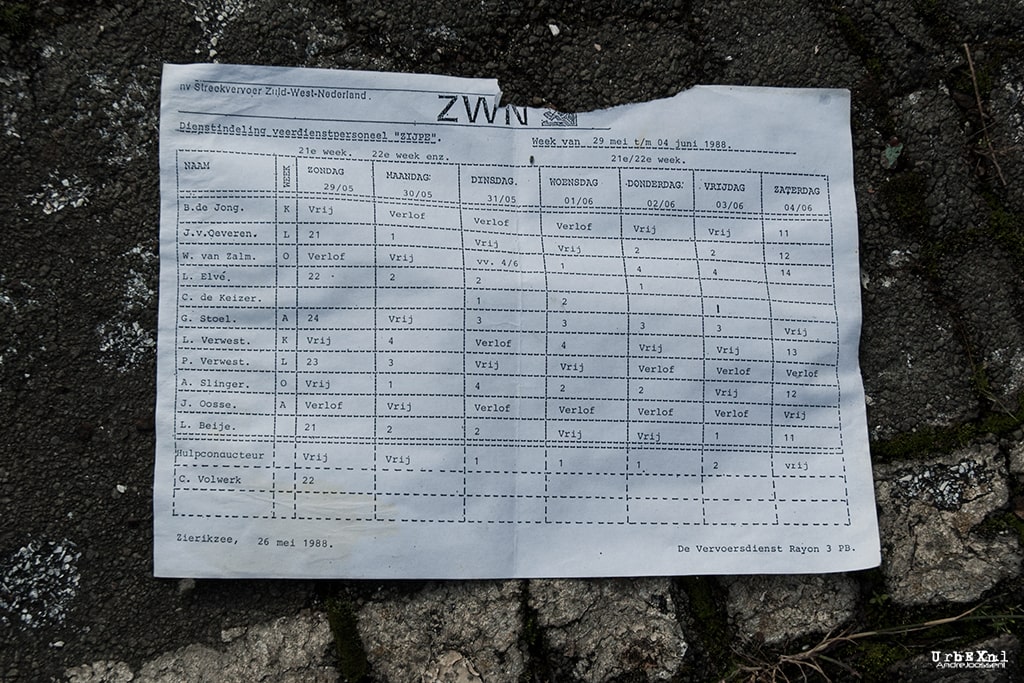 nv Streekvervoer Zuid-West-Nederland.
ZWN
Dienstindeling veerdienstpersoneel "ZIJPE".
Week van 29 mei t/m 04 juni 1988.
21e week. 22e week enz. 21e/22e week.
NAAM WEEK ZONDAG MAANDAG DINSDAG. WOENSDAG DONDERDAG VRIJDAG ZATERDAG
29/05 30/05 31/05 01/06 02/06 03/06 04/06
B.de Jong. K Vrij Verlof Verlof Verlof Vrij Vrij 11
J.v.Qeveren. L 21 1 Vrij Vrij 2 2 12
W. van Zalm. O Verlof Vrij vv. 4/6 1 4 4 14
L. Elvé. 22 2 2 1
C. de Keizer. 1 2
G. Stoel. A 24 Vrij 3 3 3 3 Vrij
L. Verwest. K Vrij 4 Verlof 4 Vrij Vrij 13
P. Verwest. L 23 3 Vrij Vrij Verlof Verlof Verlof
A. Slinger. O Vrij 1 4 2 2 Vrij 12
J. Oosse. A Verlof Vrij Verlof Verlof Verlof Verlof Vrij
L. Beije. 21 2 2 Vrij Vrij 1 11
Hulpconducteur Vrij Vrij 1 1 1 2 vrij
C. Volwerk 22
Zierikzee, 26 mei 1988.
De Vervoersdienst Rayon 3 PB.
UrbEXnl
AndreJoosse.nl